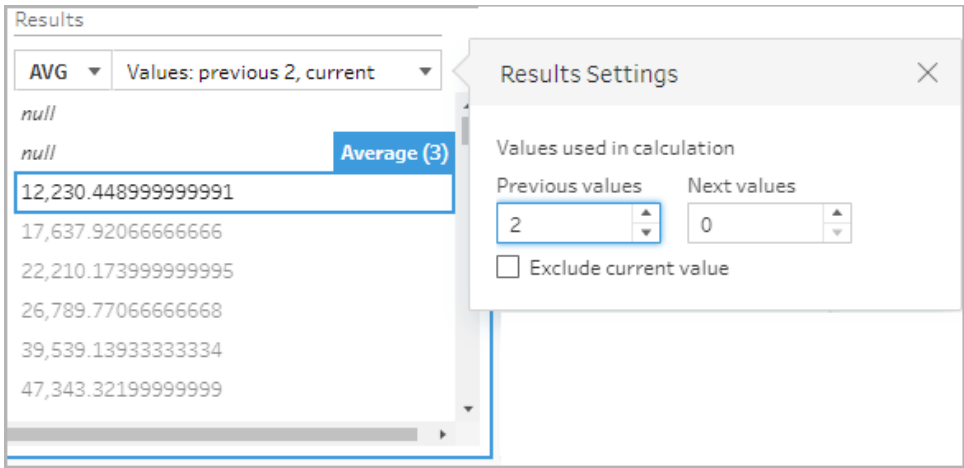 Results
AVG Values: previous 2, current
null
null Average (3)
12,230.448999999991
17,637.92066666666
22,210.173999999995
26,789.77066666668
39,539.13933333334
47,343.32199999999
Results Settings
Values used in calculation
Previous values Next values
2 0
Exclude current value